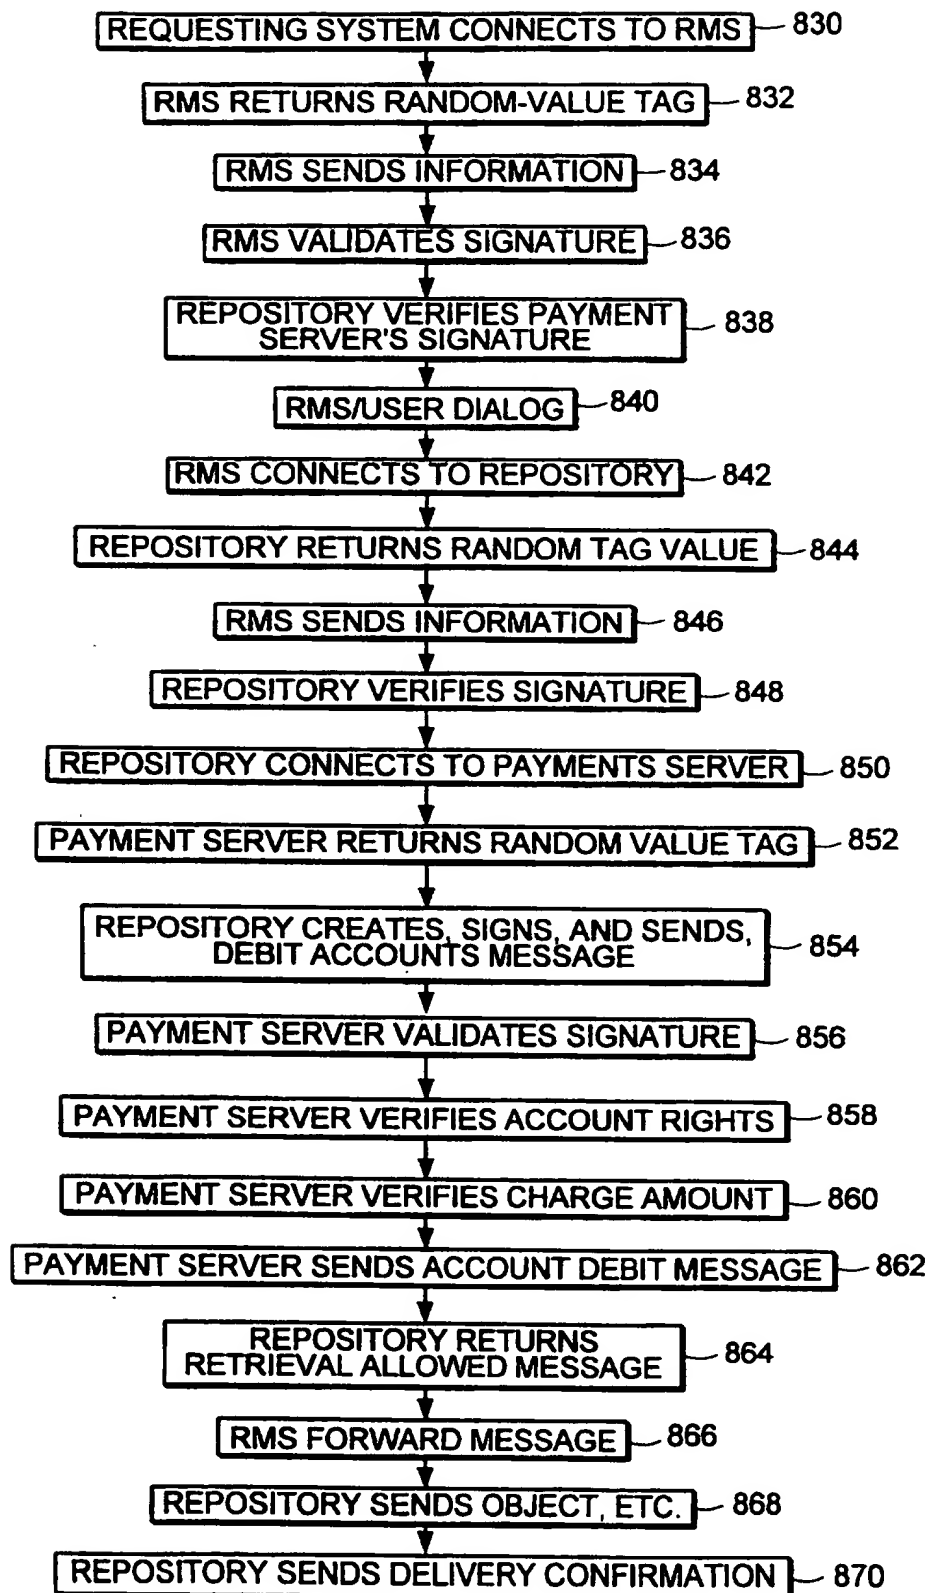 REQUESTING SYSTEM CONNECTS TO RMS 830
RMS RETURNS RANDOM-VALUE TAG 832
RMS SENDS INFORMATION 834
RMS VALIDATES SIGNATURE 836
REPOSITORY VERIFIES PAYMENT
SERVER'S SIGNATURE 838
RMS/USER DIALOG 840
RMS CONNECTS TO REPOSITORY 842
REPOSITORY RETURNS RANDOM TAG VALUE 844
RMS SENDS INFORMATION 846
REPOSITORY VERIFIES SIGNATURE 848
REPOSITORY CONNECTS TO PAYMENTS SERVER 850
PAYMENT SERVER RETURNS RANDOM VALUE TAG 852
REPOSITORY CREATES, SIGNS, AND SENDS,
DEBIT ACCOUNTS MESSAGE 854
PAYMENT SERVER VALIDATES SIGNATURE 856
PAYMENT SERVER VERIFIES ACCOUNT RIGHTS 858
PAYMENT SERVER VERIFIES CHARGE AMOUNT 860
PAYMENT SERVER SENDS ACCOUNT DEBIT MESSAGE 862
REPOSITORY RETURNS
RETRIEVAL ALLOWED MESSAGE 864
RMS FORWARD MESSAGE 866
REPOSITORY SENDS OBJECT, ETC. 868
REPOSITORY SENDS DELIVERY CONFIRMATION 870